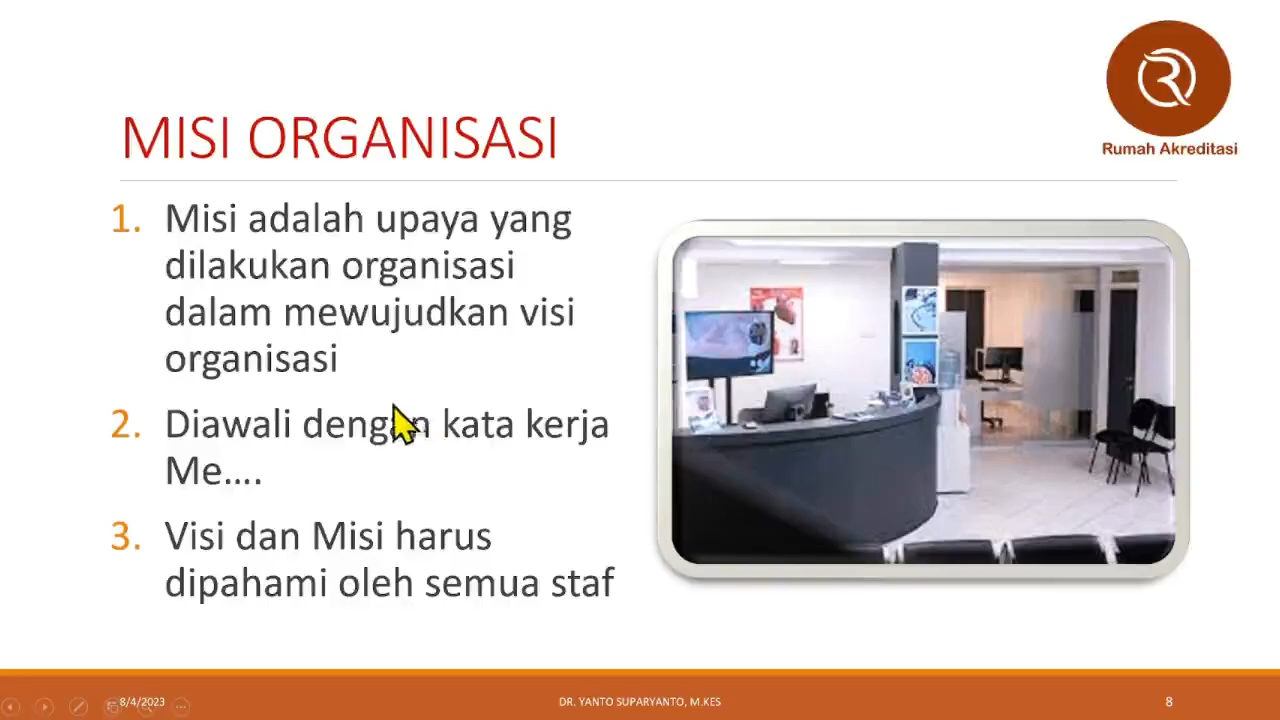 Rumah Akreditasi
MISI ORGANISASI
1. Misi adalah upaya yang
dilakukan organisasi
dalam mewujudkan visi
organisasi
2. Diawali dengan kata kerja
Me....
3. Visi dan Misi harus
dipahami oleh semua staf
8/4/2023
DR. YANTO SUPARYANTO, M.KES
8